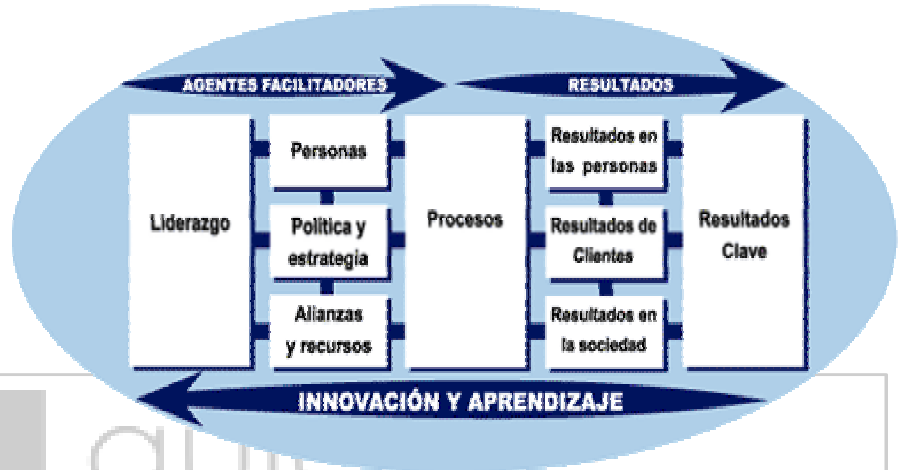 AGENTES FACILITADORES
RESULTADOS
Liderazgo
Personas
Política y
estrategia
Alianzas
y recursos
Procesos
Resultados en
las personas
Resultados de
Clientes
Resultados en
la sociedad
Resultados
Clave
INNOVACIÓN Y APRENDIZAJE